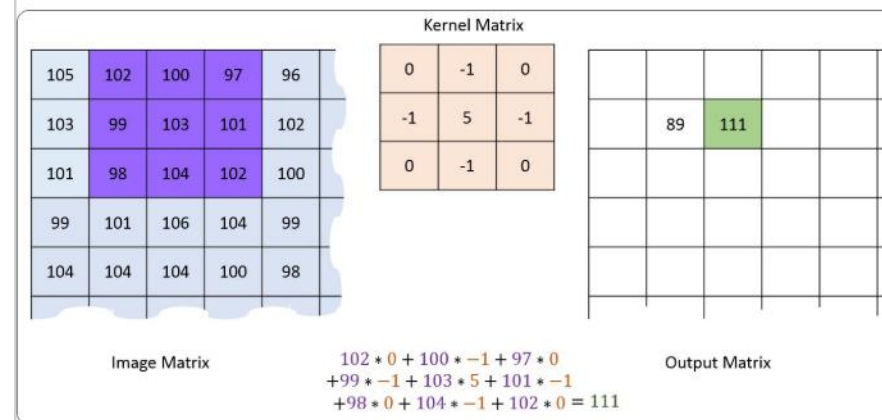 Kernel Matrix
105 102 100 97 96
103 99 103 101 102
101 98 104 102 100
99 101 106 104 99
104 104 104 100 98
0 -1 0
-1 5 -1
0 -1 0
89 111
Image Matrix
102 * 0 + 100 * −1 + 97 * 0
+99 * −1 + 103 * 5 + 101 * −1
+98 * 0 + 104 * −1 + 102 * 0 = 111
Output Matrix